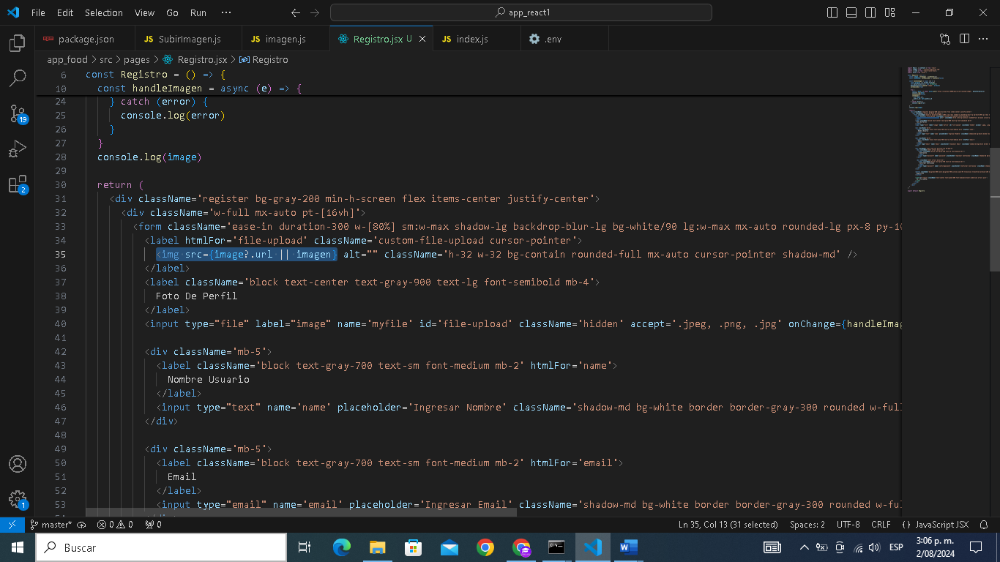 File Edit Selection View Go Run ··· app_react1
package.json JS SubirImagen.js JS imagen.js Registro.jsx U JS index.js .env
app_food > src > pages > Registro.jsx > Registro
6 const Registro = () => {
10 const handleImagen = async (e) => {
24 } catch (error) {
25 console.log(error)
26 }
27 }
28 console.log(image)
29
30 return (
31 <div className='register bg-gray-200 min-h-screen flex items-center justify-center'>
32 <div className='w-full mx-auto pt-[16vh]'>
33 <form className='ease-in duration-300 w-[80%] sm:w-max shadow-lg backdrop-blur-lg bg-white/90 lg:w-max mx-auto rounded-lg px-8 py-10
34 <label htmlFor='file-upload' className='custom-file-upload cursor-pointer'>
35 <img src={image?.url || imagen} alt="" className='h-32 w-32 bg-contain rounded-full mx-auto cursor-pointer shadow-md' />
36 </label>
37 <label className='block text-center text-gray-900 text-lg font-semibold mb-4'>
38 Foto De Perfil
39 </label>
40 <input type="file" label="image" name='myfile' id='file-upload' className='hidden' accept='.jpeg, .png, .jpg' onChange={handleImag
41
42 <div className='mb-5'>
43 <label className='block text-gray-700 text-sm font-medium mb-2' htmlFor='name'>
44 Nombre Usuario
45 </label>
46 <input type="text" name='name' placeholder='Ingresar Nombre' className='shadow-md bg-white border border-gray-300 rounded w-full
47 </div>
48
49 <div className='mb-5'>
50 <label className='block text-gray-700 text-sm font-medium mb-2' htmlFor='email'>
51 Email
52 </label>
53 <input type="email" name='email' placeholder='Ingresar Email' className='shadow-md bg-white border border-gray-300 rounded w-ful
19
2
1
master* 0 0 0 Ln 35, Col 13 (31 selected) Spaces: 2 UTF-8 CRLF {} JavaScript JSX
Buscar ESP 3:06 p. m.
2/08/2024